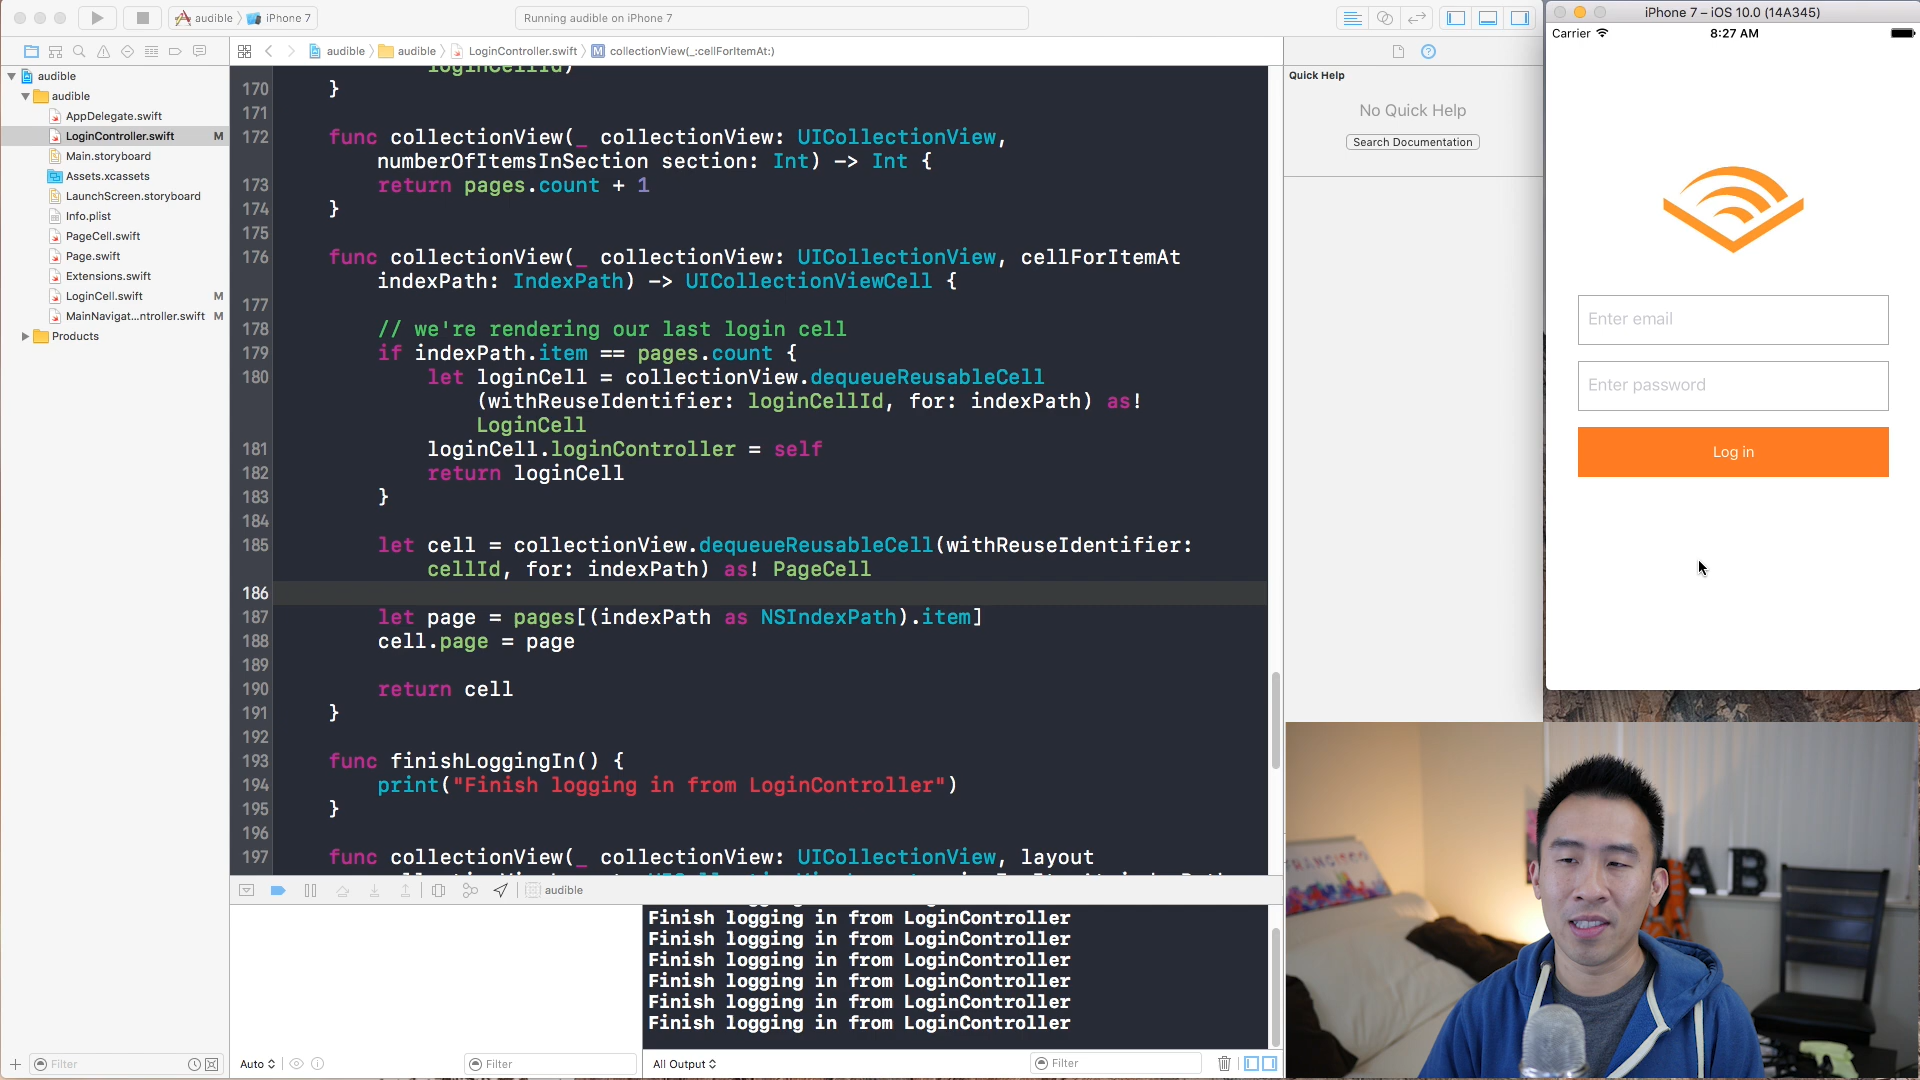 audible
iPhone 7
Running audible on iPhone 7
audible
audible
LoginController.swift
M
collectionView(_:cellForItemAt:)
audible
audible
AppDelegate.swift
LoginController.swift M
Main.storyboard
Assets.xcassets
LaunchScreen.storyboard
Info.plist
PageCell.swift
Page.swift
Extensions.swift
LoginCell.swift M
MainNavigat...ntroller.swift M
Products
Filter
loginCellId)
170 }
171
172 func collectionView(_ collectionView: UICollectionView,
numberOfItemsInSection section: Int) -> Int {
173 return pages.count + 1
174 }
175
176 func collectionView(_ collectionView: UICollectionView, cellForItemAt
indexPath: IndexPath) -> UICollectionViewCell {
177
178 // we're rendering our last login cell
179 if indexPath.item == pages.count {
180 let loginCell = collectionView.dequeueReusableCell
(withReuseIdentifier: loginCellId, for: indexPath) as!
LoginCell
181 loginCell.loginController = self
182 return loginCell
183 }
184
185 let cell = collectionView.dequeueReusableCell(withReuseIdentifier:
cellId, for: indexPath) as! PageCell
186
187 let page = pages[(indexPath as NSIndexPath).item]
188 cell.page = page
189
190 return cell
191 }
192
193 func finishLoggingIn() {
194 print("Finish logging in from LoginController")
195 }
196
197 func collectionView(_ collectionView: UICollectionView, layout
audible
Finish logging in from LoginController
Finish logging in from LoginController
Finish logging in from LoginController
Finish logging in from LoginController
Finish logging in from LoginController
Finish logging in from LoginController
Auto
Filter
All Output
Filter
Quick Help
No Quick Help
Search Documentation
iPhone 7 – iOS 10.0 (14A345)
Carrier
8:27 AM
Enter email
Enter password
Log in
AB